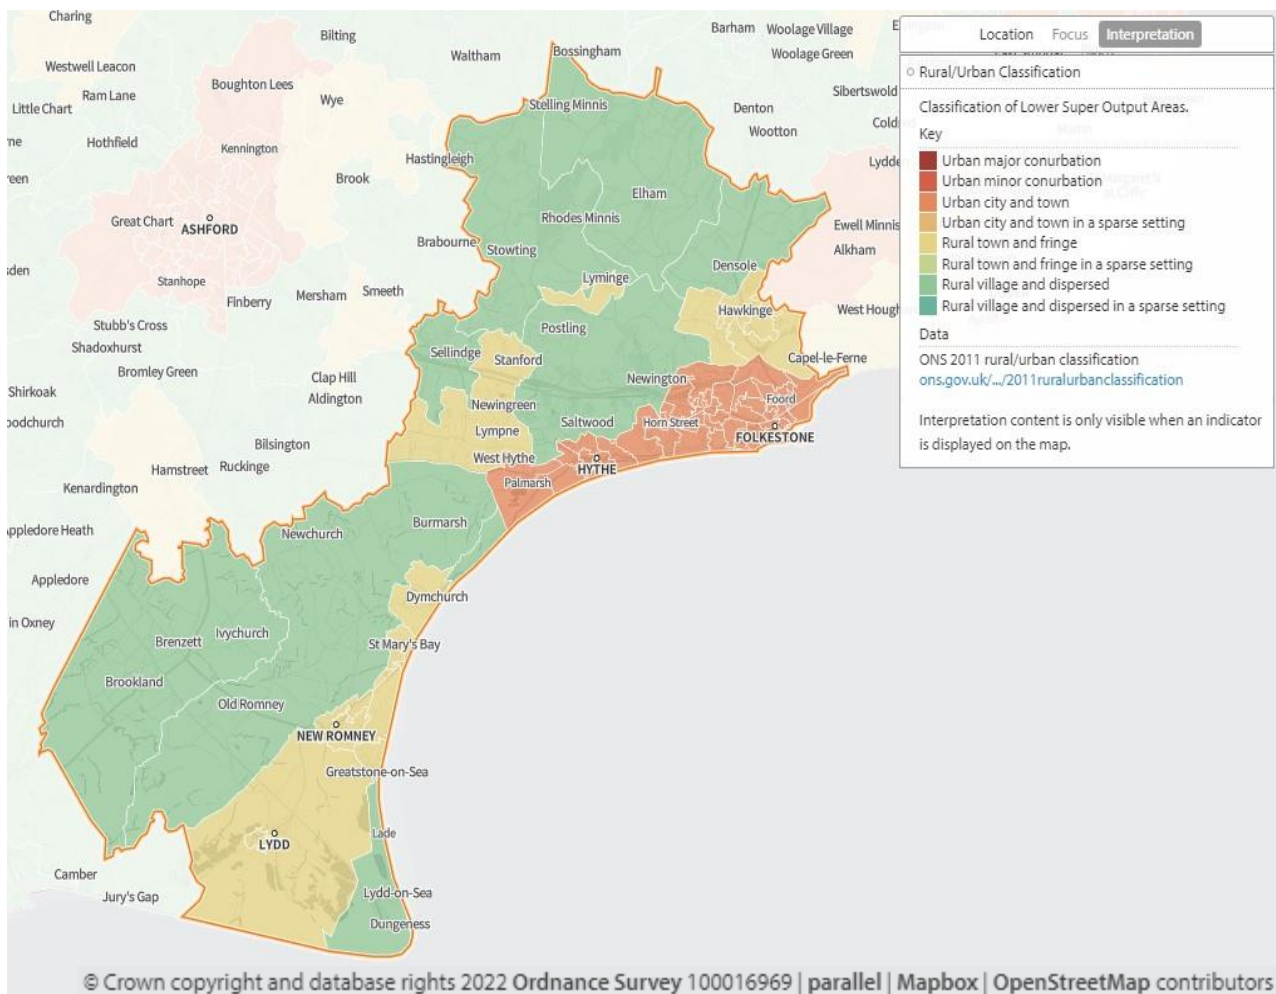 Charing
Bilting
Barham
Woolage Village
Waltham
Bossingham
Woolage Green
Westwell Leacon
Boughton Lees
Ram Lane
Wye
Little Chart
Stelling Minnis
Denton
Sibertswold
Hothfield
Wootton
Kennington
Hastingleigh
Brook
Elham
Great Chart
ASHFORD
Rhodes Minnis
Ewell Minnis
Brabourne
Stowting
Alkham
Stanhope
Lyminge
Densole
Finberry
Mersham
Smeeth
Hawkinge
West Hough
Stubb's Cross
Postling
Shadoxhurst
Sellindge
Stanford
Capel-le-Ferne
Bromley Green
Clap Hill
Newington
Shirkoak
Aldington
Foord
Newingreen
Saltwood
Horn Street
Lympne
FOLKESTONE
Bilsington
West Hythe
HYTHE
Hamstreet
Ruckinge
Palmarsh
Kenardington
Burmarsh
Newchurch
Appledore Heath
Appledore
Dymchurch
in Oxney
Ivychurch
Brenzett
St Mary's Bay
Brookland
Old Romney
NEW ROMNEY
Greatstone-on-Sea
Lade
LYDD
Camber
Jury's Gap
Lydd-on-Sea
Dungeness
Location Focus Interpretation
Rural/Urban Classification
Classification of Lower Super Output Areas.
Key
Urban major conurbation
Urban minor conurbation
Urban city and town
Urban city and town in a sparse setting
Rural town and fringe
Rural town and fringe in a sparse setting
Rural village and dispersed
Rural village and dispersed in a sparse setting
Data
ONS 2011 rural/urban classification
ons.gov.uk/.../2011ruralurbanclassification
Interpretation content is only visible when an indicator
is displayed on the map.
© Crown copyright and database rights 2022 Ordnance Survey 100016969 | parallel | Mapbox | OpenStreetMap contributors